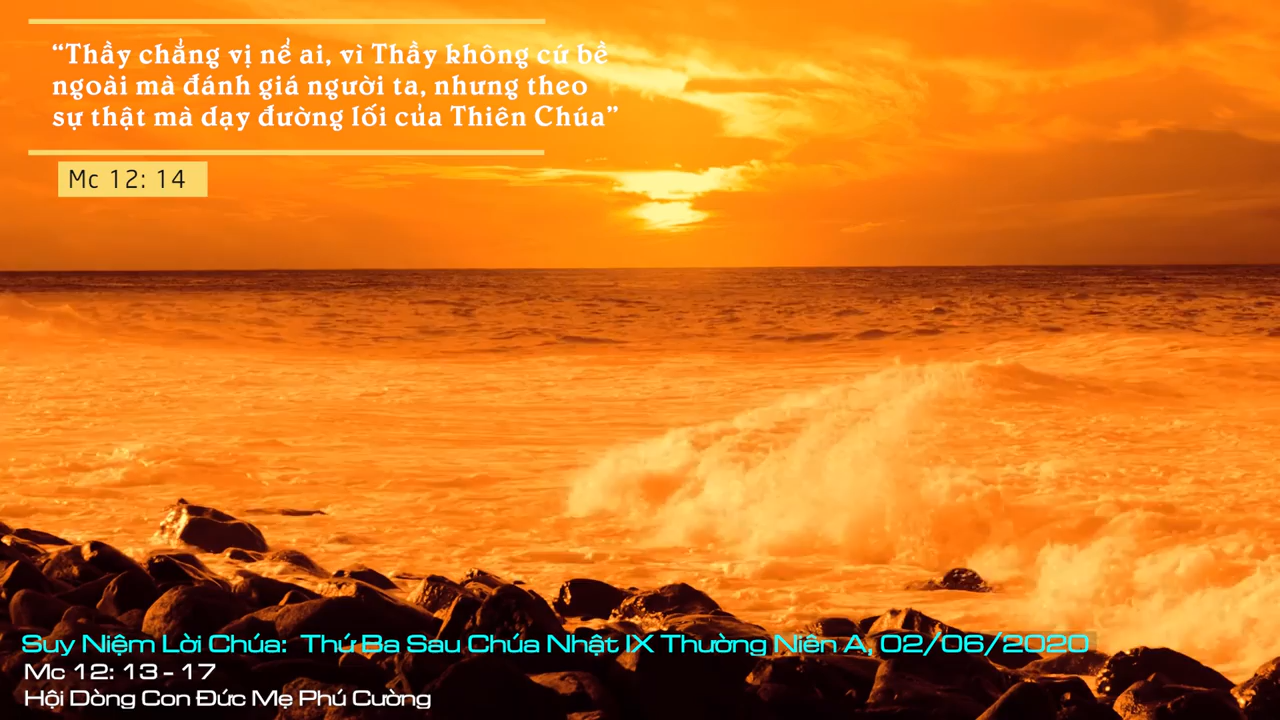 “Thầy chẳng vị nể ai, vì Thầy không cứ bề
ngoài mà đánh giá người ta, nhưng theo
sự thật mà dạy đường lối của Thiên Chúa”
Mc 12: 14
Suy Niệm Lời Chúa: Thứ Ba Sau Chúa Nhật IX Thường Niên A, 02/06/2020
Mc 12: 13 - 17
Hội Dòng Con Đức Mẹ Phú Cường